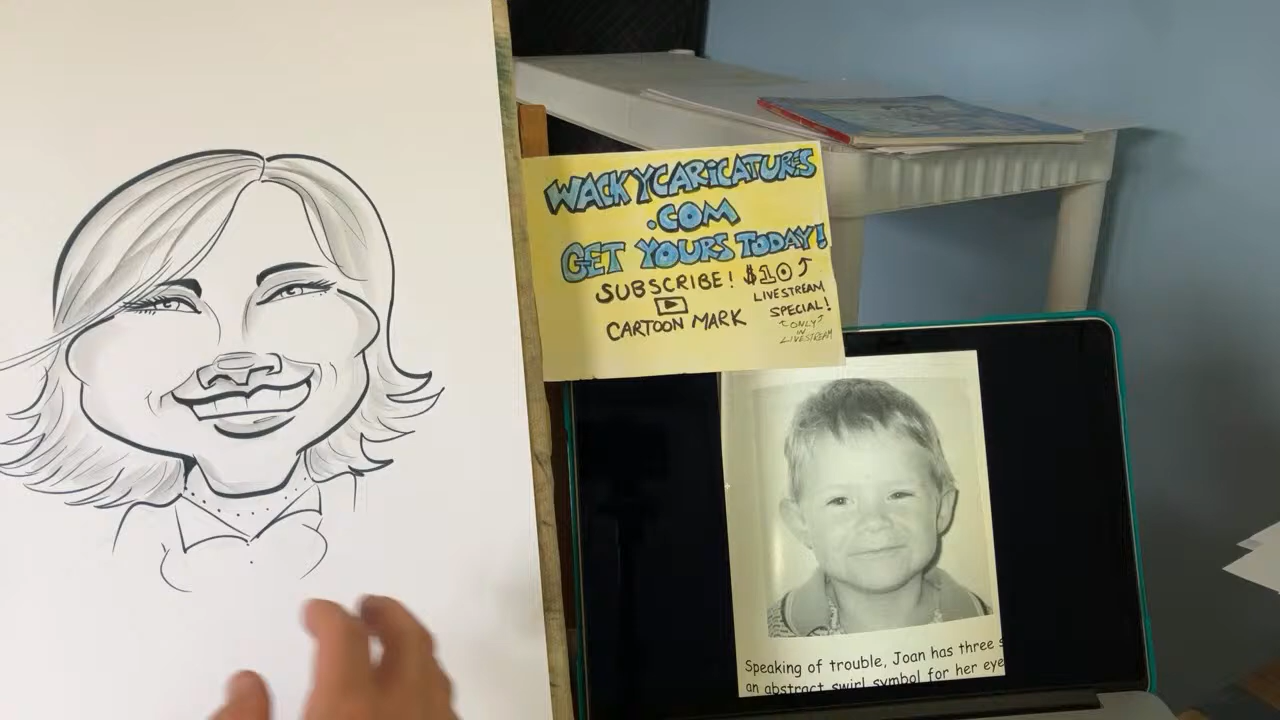 WACKYCARICATURES
.COM
GET YOURS TODAY!
SUBSCRIBE! $10
LIVESTREAM
SPECIAL!
CARTOON MARK
ONLY
IN
LIVESTREAM
Speaking of trouble, Joan has three s
an abstract swirl symbol for her eye